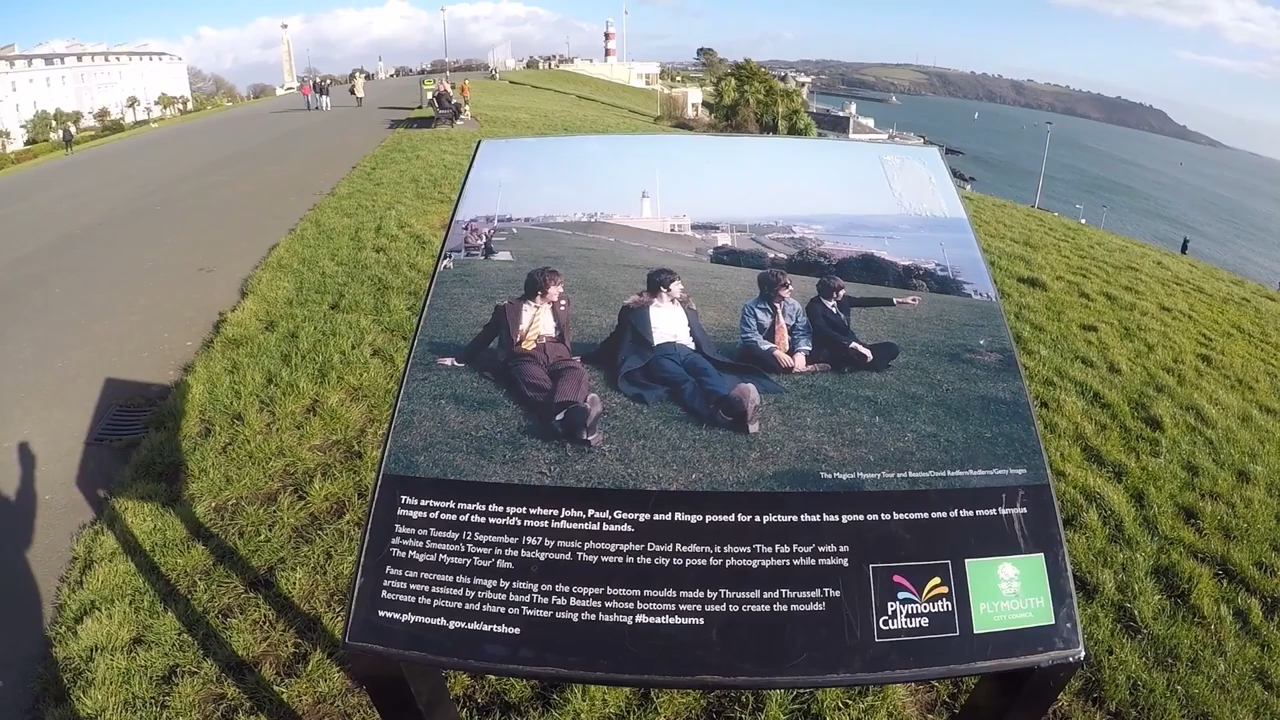 The Magical Mystery Tour and Beatles/David Redfern/Redferns/Getty Images
This artwork marks the spot where John, Paul, George and Ringo posed for a picture that has gone on to become one of the most famous
images of one of the world's most influential bands.
Taken on Tuesday 12 September 1967 by music photographer David Redfern, it shows 'The Fab Four' with an
all-white Smeaton's Tower in the background. They were in the city to pose for photographers while making
'The Magical Mystery Tour' film.
Fans can recreate this image by sitting on the copper bottom moulds made by Thrussell and Thrussell. The
artists were assisted by tribute band The Fab Beatles whose bottoms were used to create the moulds!
Recreate the picture and share on Twitter using the hashtag #beatlebums
www.plymouth.gov.uk/artshoe
Plymouth
Culture
PLYMOUTH
CITY COUNCIL